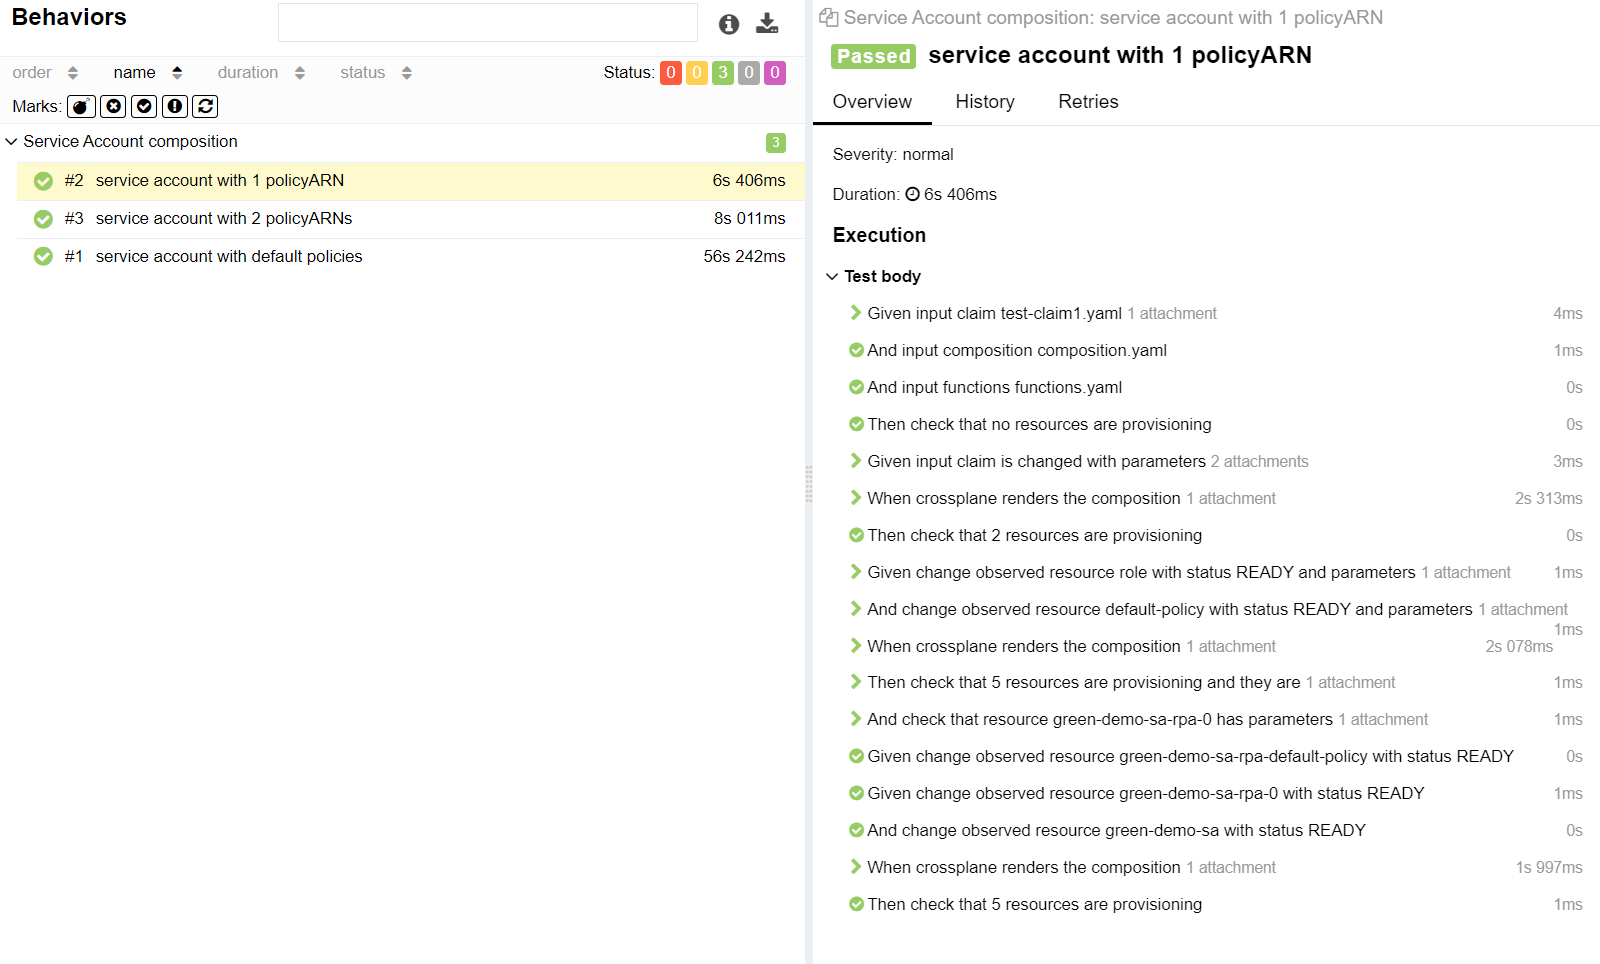 Behaviors
order name duration status Status: 0 0 3 0 0
Marks:
Service Account composition 3
#2 service account with 1 policyARN 6s 406ms
#3 service account with 2 policyARNs 8s 011ms
#1 service account with default policies 56s 242ms
Service Account composition: service account with 1 policyARN
Passed service account with 1 policyARN
Overview History Retries
Severity: normal
Duration: 6s 406ms
Execution
Test body
Given input claim test-claim1.yaml 1 attachment 4ms
And input composition composition.yaml 1ms
And input functions functions.yaml 0s
Then check that no resources are provisioning 0s
Given input claim is changed with parameters 2 attachments 3ms
When crossplane renders the composition 1 attachment 2s 313ms
Then check that 2 resources are provisioning 0s
Given change observed resource role with status READY and parameters 1 attachment 1ms
And change observed resource default-policy with status READY and parameters 1 attachment
1ms
When crossplane renders the composition 1 attachment 2s 078ms
Then check that 5 resources are provisioning and they are 1 attachment 1ms
And check that resource green-demo-sa-rpa-0 has parameters 1 attachment 1ms
Given change observed resource green-demo-sa-rpa-default-policy with status READY 0s
Given change observed resource green-demo-sa-rpa-0 with status READY 1ms
And change observed resource green-demo-sa with status READY 0s
When crossplane renders the composition 1 attachment 1s 997ms
Then check that 5 resources are provisioning 1ms